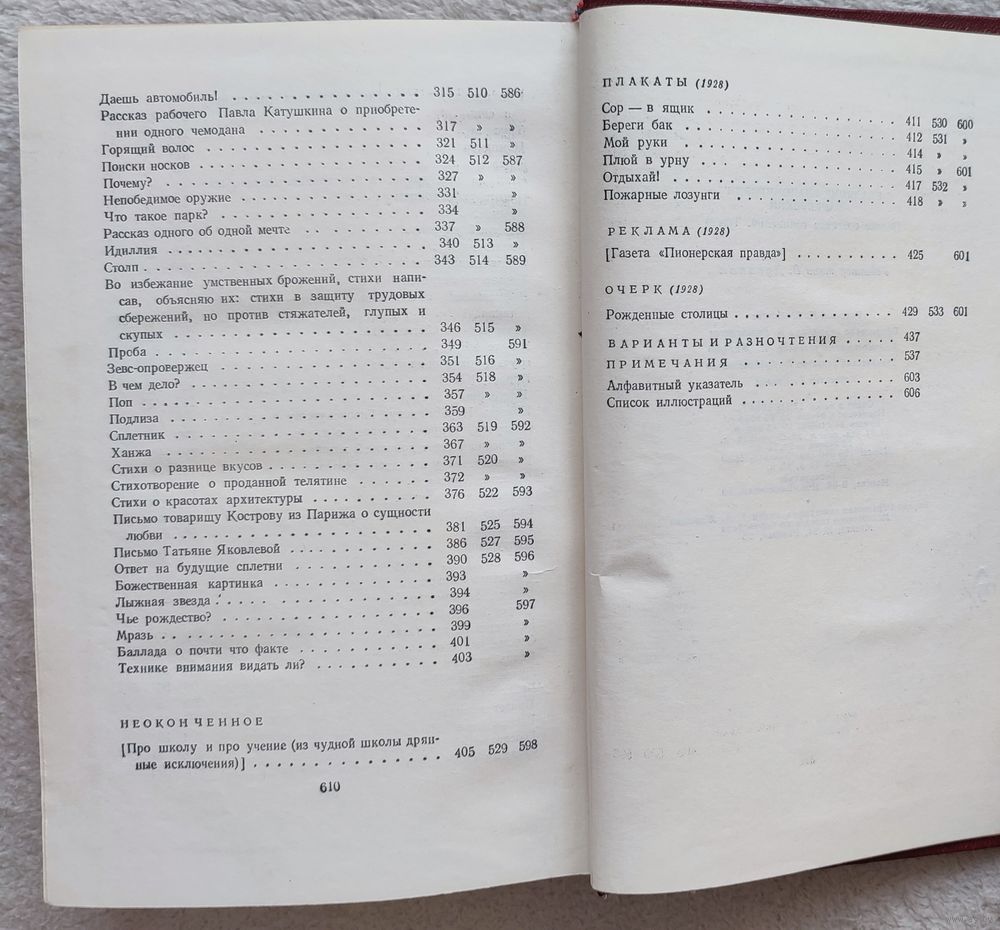 Даешь автомобиль! . . . . . . . . . . . . . . . 315 510 586
Рассказ рабочего Павла Катушкина о приобрете-
нии одного чемодана . . . . . . . . . . . . . 317 » »
Горящий волос . . . . . . . . . . . . . . . . . 321 511 »
Поиски носков . . . . . . . . . . . . . . . . . 324 512 587
Почему? . . . . . . . . . . . . . . . . . . . . 327 » »
Непобедимое оружие . . . . . . . . . . . . . . 331 »
Что такое парк? . . . . . . . . . . . . . . . . 334 »
Рассказ одного об одной мечте . . . . . . . . . 337 » 588
Идиллия . . . . . . . . . . . . . . . . . . . . 340 513 »
Столп . . . . . . . . . . . . . . . . . . . . . 343 514 589
Во избежание умственных брожений, стихи напи-
сав, объясняю их: стихи в защиту трудовых
сбережений, но против стяжателей, глупых и
скупых . . . . . . . . . . . . . . . . . . . 346 515 »
Проба . . . . . . . . . . . . . . . . . . . . . 349 591
Зевс-опровержец . . . . . . . . . . . . . . . . 351 516 »
В чем дело? . . . . . . . . . . . . . . . . . . 354 518 »
Поп . . . . . . . . . . . . . . . . . . . . . . 357 » »
Подлиза . . . . . . . . . . . . . . . . . . . . 359 »
Сплетник . . . . . . . . . . . . . . . . . . . 363 519 592
Ханжа . . . . . . . . . . . . . . . . . . . . . 367 » »
Стихи о разнице вкусов . . . . . . . . . . . . 371 520 »
Стихотворение о проданной телятине . . . . . . 372 » »
Стихи о красотах архитектуры . . . . . . . . . 376 522 593
Письмо товарищу Кострову из Парижа о сущности
любви . . . . . . . . . . . . . . . . . . . . 381 525 594
Письмо Татьяне Яковлевой . . . . . . . . . . . 386 527 595
Ответ на будущие сплетни . . . . . . . . . . . 390 528 596
Божественная картинка . . . . . . . . . . . . . 393 »
Лыжная звезда . . . . . . . . . . . . . . . . . 394 »
Чье рождество? . . . . . . . . . . . . . . . . 396 597
Мразь . . . . . . . . . . . . . . . . . . . . . 399 »
Баллада о почти что факте . . . . . . . . . . . 401 »
Технике внимания видать ли? . . . . . . . . . . 403 »
НЕОКОНЧЕННОЕ
[Про школу и про учение (из чудной школы дрян-
ные исключения)] . . . . . . . . . . . . . . . 405 529 598
610
ПЛАКАТЫ (1928)
Сор — в ящик . . . . . . . . . . . . . . 411 530 600
Береги бак . . . . . . . . . . . . . . . 412 531 »
Мой руки . . . . . . . . . . . . . . . . 414 » »
Плюй в урну . . . . . . . . . . . . . . 415 » 601
Отдыхай! . . . . . . . . . . . . . . . . 417 532 »
Пожарные лозунги . . . . . . . . . . . . 418 » »
РЕКЛАМА (1928)
[Газета «Пионерская правда»] . . . . . . 425 601
ОЧЕРК (1928)
Рожденные столицы . . . . . . . . . . . 429 533 601
ВАРИАНТЫ И РАЗНОЧТЕНИЯ . . . . . 437
ПРИМЕЧАНИЯ . . . . . . . . . . . . 537
Алфавитный указатель . . . . . . . . . . 603
Список иллюстраций . . . . . . . . . . . 606